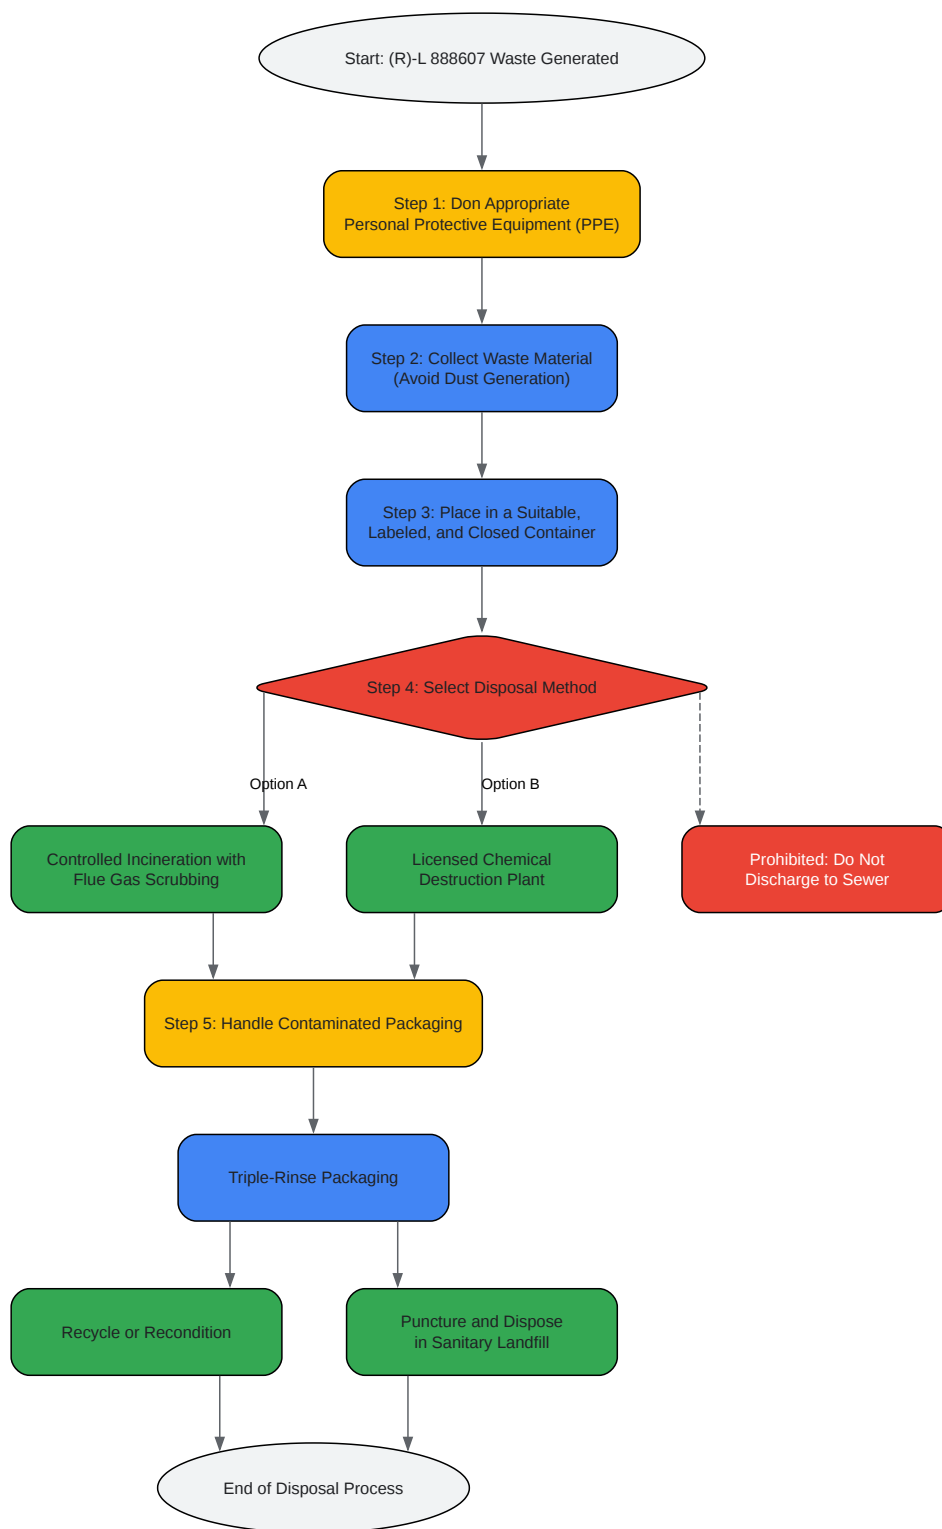 Start: (R)-L 888607 Waste Generated
Step 1: Don Appropriate
Personal Protective Equipment (PPE)
Step 2: Collect Waste Material
(Avoid Dust Generation)
Step 3: Place in a Suitable,
Labeled, and Closed Container
Step 4: Select Disposal Method
Option A
Option B
Controlled Incineration with
Flue Gas Scrubbing
Licensed Chemical
Destruction Plant
Prohibited: Do Not
Discharge to Sewer
Step 5: Handle Contaminated Packaging
Triple-Rinse Packaging
Recycle or Recondition
Puncture and Dispose
in Sanitary Landfill
End of Disposal Process